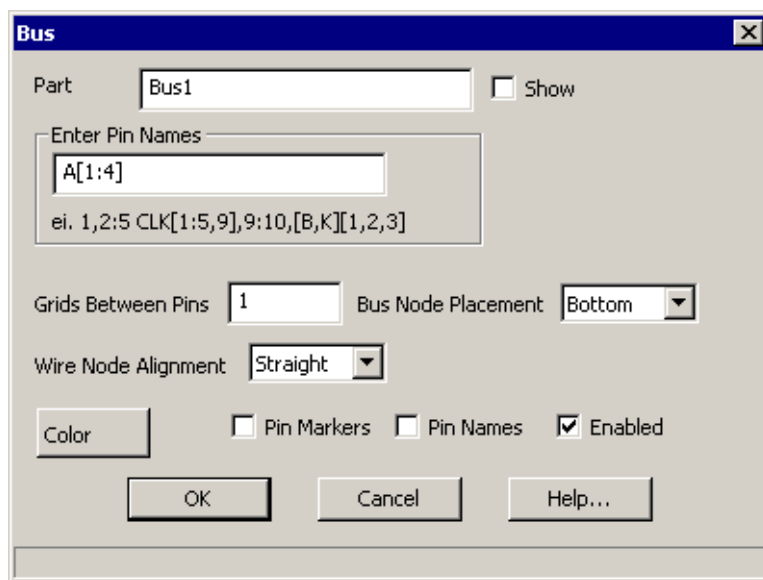 Bus
Part Bus1 Show
Enter Pin Names
A[1:4]
ei. 1,2:5 CLK[1:5,9],9:10,[B,K][1,2,3]
Grids Between Pins 1 Bus Node Placement Bottom
Wire Node Alignment Straight
Color Pin Markers Pin Names Enabled
OK Cancel Help...